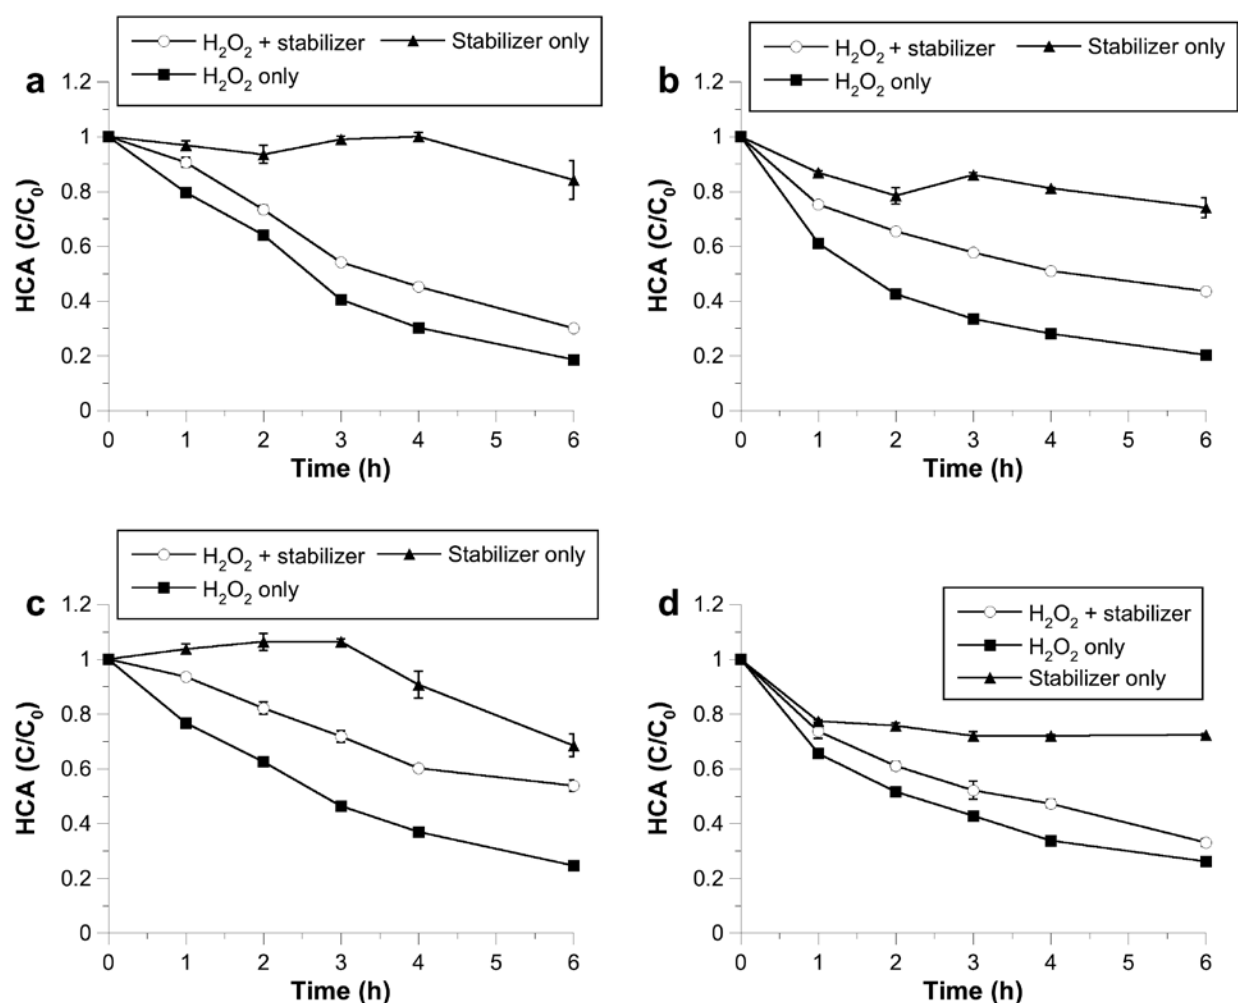 a
H₂O₂ + stabilizer
Stabilizer only
H₂O₂ only
HCA (C/C₀)
1.2
1
0.8
0.6
0.4
0.2
0
0 1 2 3 4 5 6
Time (h)
b
H₂O₂ + stabilizer
Stabilizer only
H₂O₂ only
HCA (C/C₀)
1.2
1
0.8
0.6
0.4
0.2
0
0 1 2 3 4 5 6
Time (h)
c
H₂O₂ + stabilizer
Stabilizer only
H₂O₂ only
HCA (C/C₀)
1.2
1
0.8
0.6
0.4
0.2
0
0 1 2 3 4 5 6
Time (h)
d
H₂O₂ + stabilizer
H₂O₂ only
Stabilizer only
HCA (C/C₀)
1.2
1
0.8
0.6
0.4
0.2
0
0 1 2 3 4 5 6
Time (h)